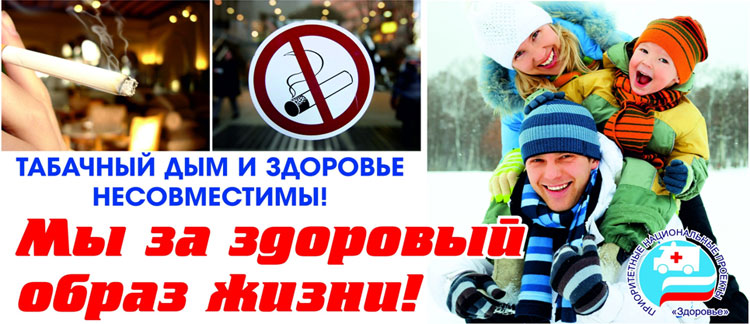 ТАБАЧНЫЙ ДЫМ И ЗДОРОВЬЕ
НЕСОВМЕСТИМЫ!
Мы за здоровый
образ жизни!
ПРИОРИТЕТНЫЕ НАЦИОНАЛЬНЫЕ ПРОЕКТЫ
«Здоровье»